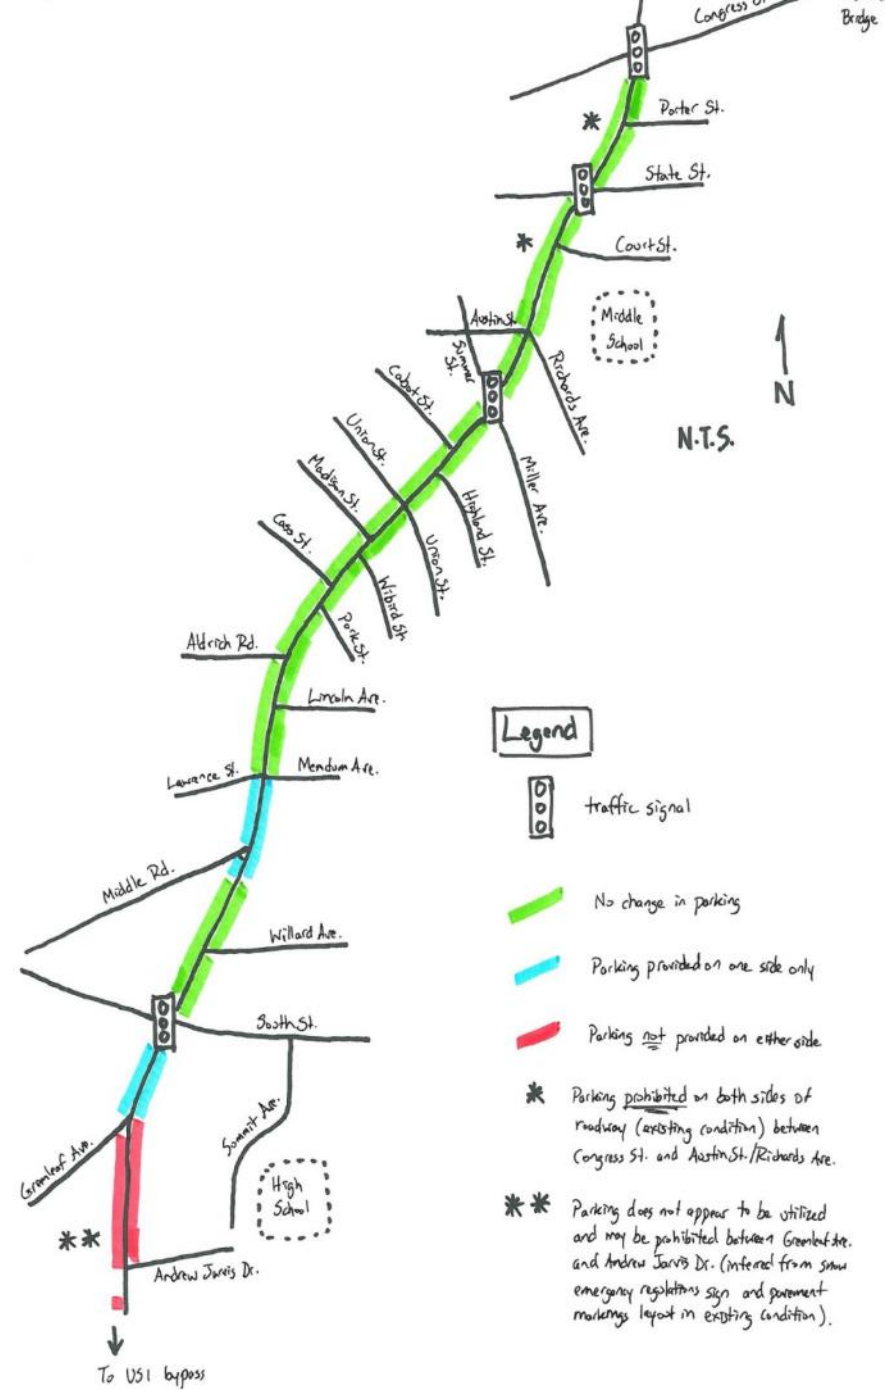 Congress St.
Bridge
Porter St.
State St.
Court St.
Middle
School
Austin St.
Summer
St.
Richards Ave.
N
N.T.S.
Cabot St.
Union St.
Madison St.
Cass St.
Miller Ave.
Highland St.
Union St.
Wibird St.
Park St.
Aldrich Rd.
Lincoln Ave.
Lawrence St.
Mendum Ave.
Middle Rd.
Willard Ave.
South St.
Summit Ave.
Greenleaf Ave.
High
School
**
Andrew Jarvis Dr.
To US1 bypass
Legend
traffic signal
No change in parking
Parking provided on one side only
Parking not provided on either side
* Parking prohibited on both sides of
roadway (existing condition) between
Congress St. and Austin St./Richards Ave.
** Parking does not appear to be utilized
and may be prohibited between Greenleaf Ave.
and Andrew Jarvis Dr. (inferred from snow
emergency regulations sign and pavement
markings layout in existing condition).